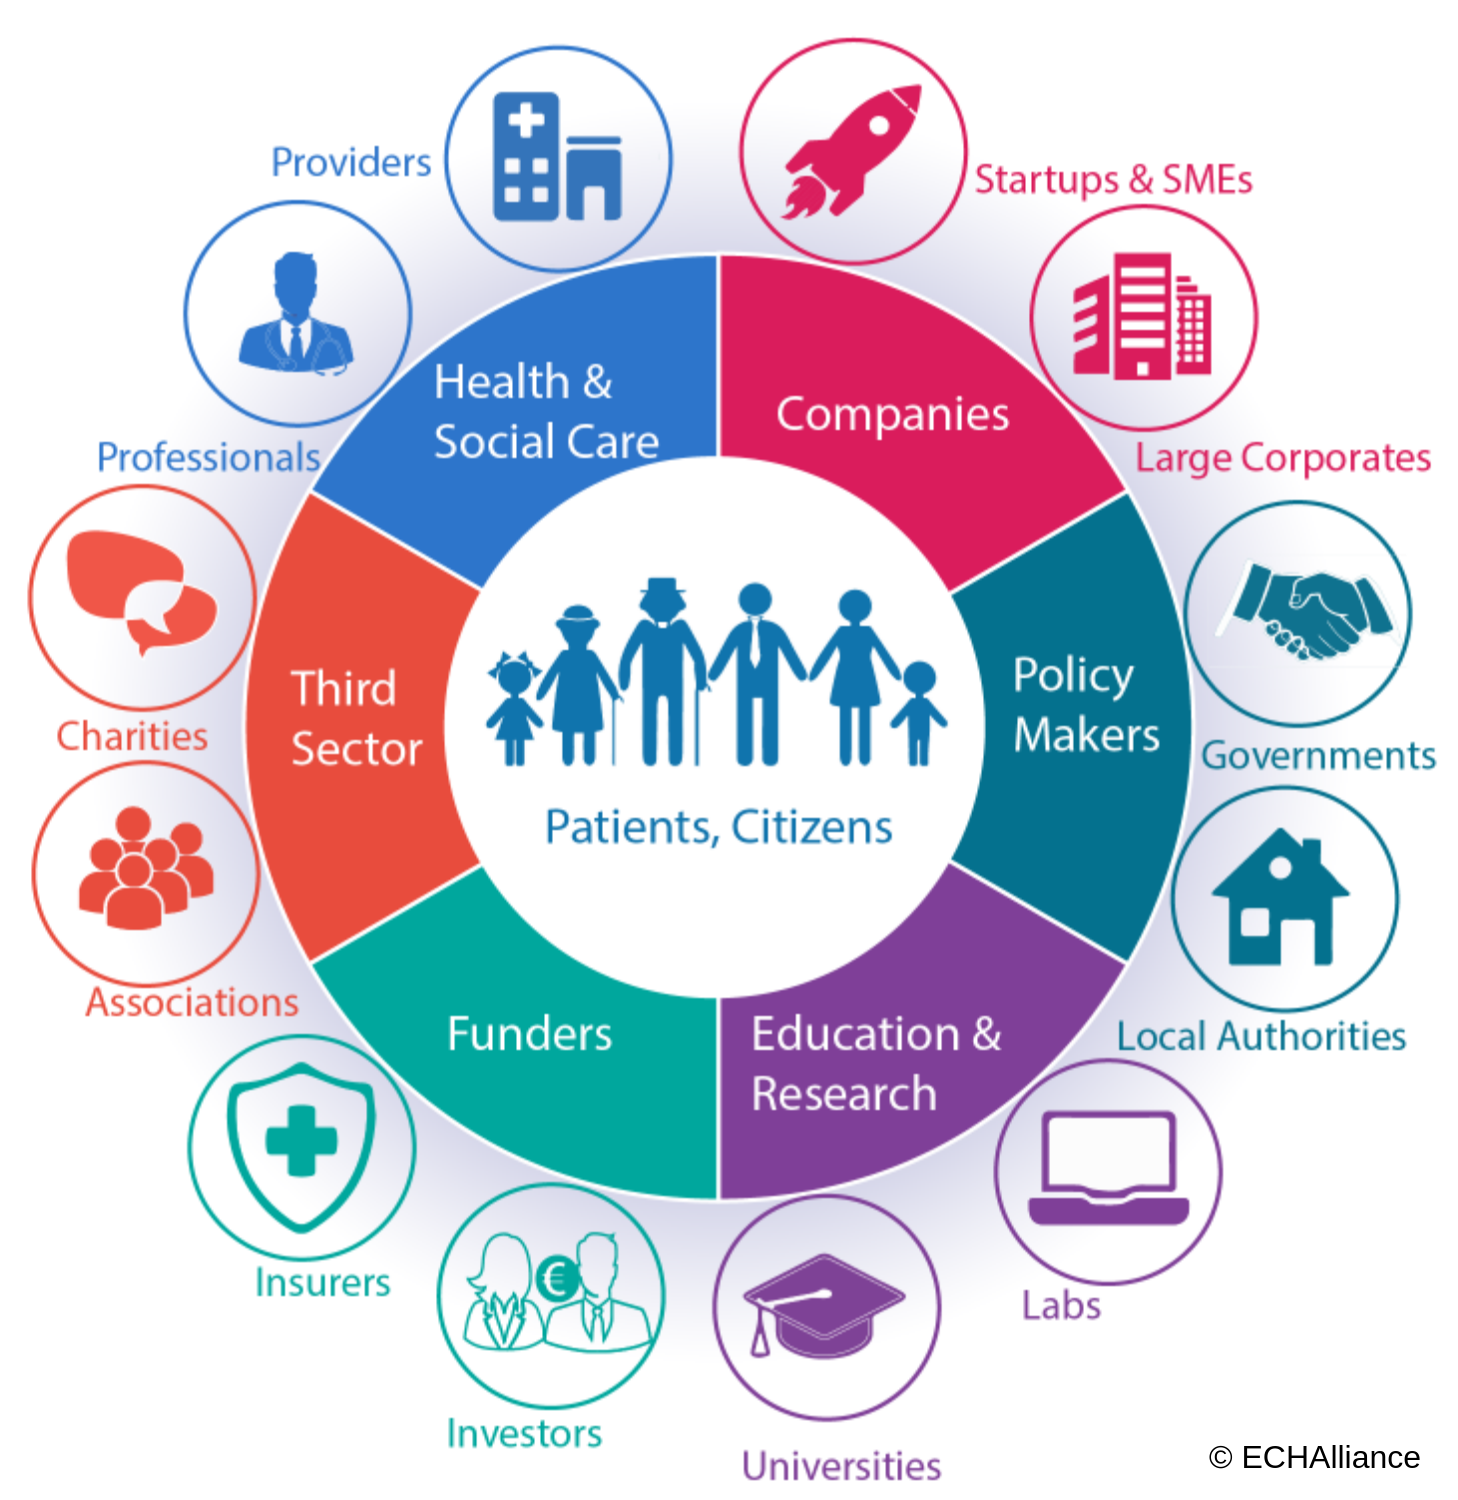 Providers
Startups & SMEs
Professionals
Large Corporates
Health &
Social Care
Companies
Charities
Third
Sector
Policy
Makers
Governments
Patients, Citizens
Associations
Local Authorities
Funders
Education &
Research
Insurers
Labs
€
Investors
Universities
© ECHAlliance